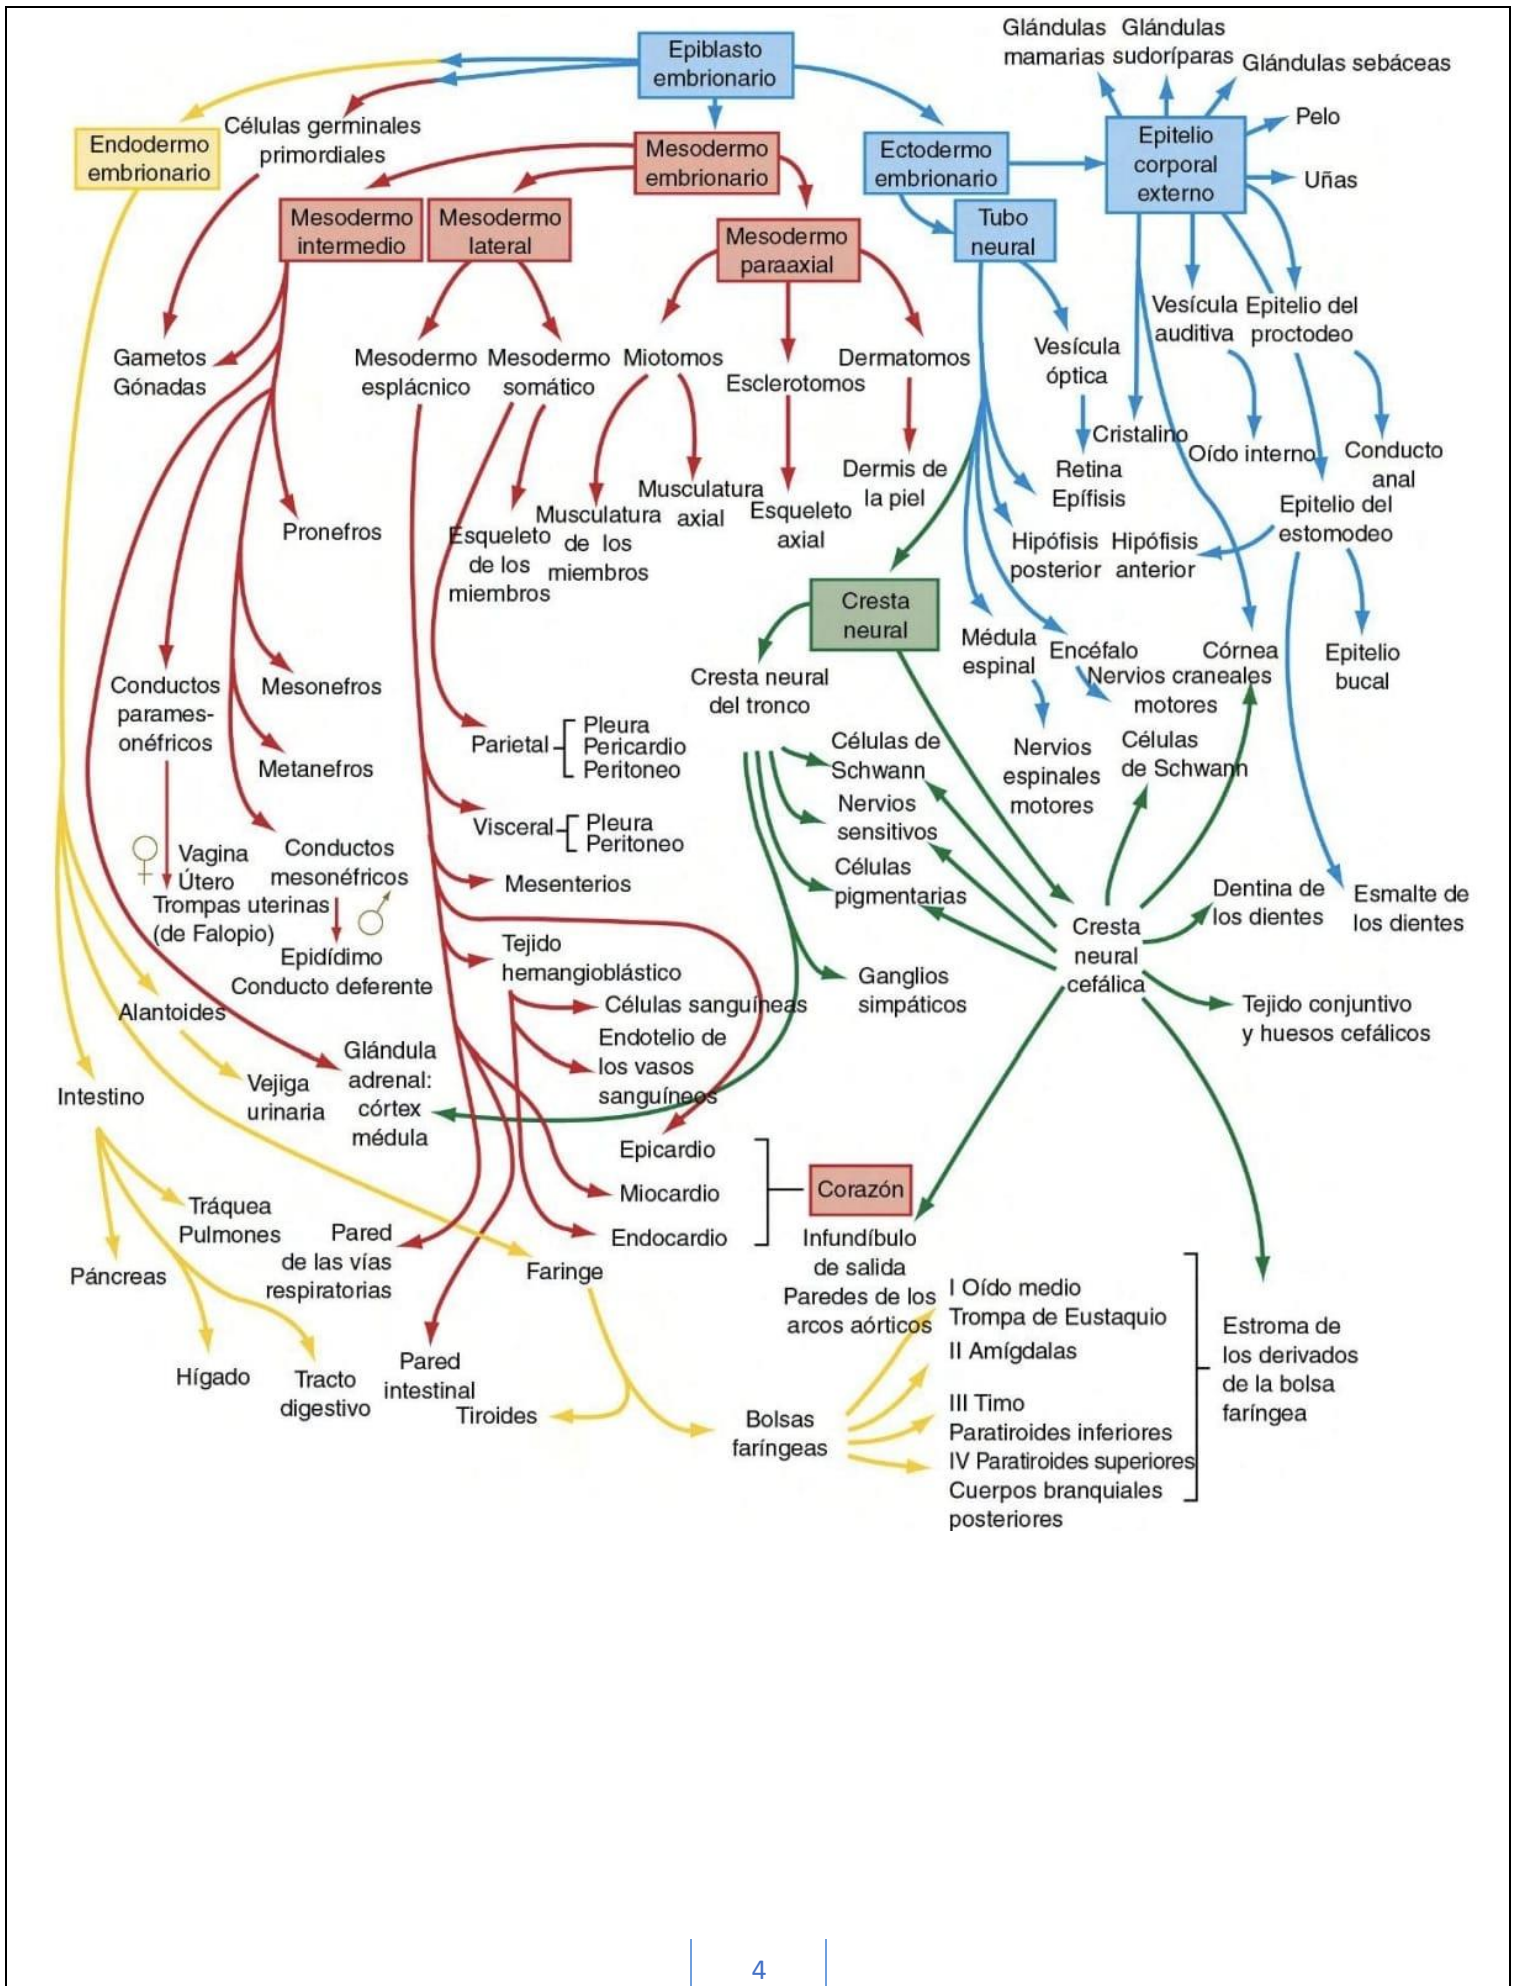 Glándulas
mamarias
Glándulas
sudoríparas
Glándulas sebáceas
Epiblasto
embrionario
Pelo
Células germinales
primordiales
Endodermo
embrionario
Mesodermo
embrionario
Ectodermo
embrionario
Epitelio
corporal
externo
Uñas
Mesodermo
intermedio
Mesodermo
lateral
Mesodermo
paraaxial
Tubo
neural
Vesícula
auditiva
Epitelio del
proctodeo
Gametos
Gónadas
Mesodermo
esplácnico
Mesodermo
somático
Miotomos
Esclerotomos
Dermatomos
Vesícula
óptica
Cristalino
Oído interno
Conducto
anal
Dermis de
la piel
Retina
Epífisis
Musculatura
axial
Esqueleto
axial
Musculatura
de los
miembros
Esqueleto
de los
miembros
Pronefros
Epitelio del
estomodeo
Hipófisis
posterior
Hipófisis
anterior
Cresta
neural
Médula
espinal
Encéfalo
Córnea
Epitelio
bucal
Nervios craneales
motores
Cresta neural
del tronco
Conductos
parames-
onéfricos
Mesonefros
Metanefros
Parietal
Pleura
Pericardio
Peritoneo
Células de
Schwann
Nervios
espinales
motores
Células
de Schwann
Nervios
sensitivos
Visceral
Pleura
Peritoneo
♀
Vagina
Útero
Trompas uterinas
(de Falopio)
Conductos
mesonéfricos
♂
Epidídimo
Conducto deferente
Mesenterios
Células
pigmentarias
Cresta
neural
cefálica
Dentina de
los dientes
Esmalte de
los dientes
Tejido
hemangioblástico
Células sanguíneas
Endotelio de
los vasos
sanguíneos
Ganglios
simpáticos
Tejido conjuntivo
y huesos cefálicos
Alantoides
Intestino
Vejiga
urinaria
Glándula
adrenal:
córtex
médula
Epicardio
Miocardio
Endocardio
Corazón
Infundíbulo
de salida
Paredes de los
arcos aórticos
Tráquea
Pulmones
Páncreas
Pared
de las vías
respiratorias
Faringe
Hígado
Tracto
digestivo
Pared
intestinal
Tiroides
Bolsas
faríngeas
I Oído medio
Trompa de Eustaquio
II Amígdalas
III Timo
Paratiroides inferiores
IV Paratiroides superiores
Cuerpos branquiales
posteriores
Estroma de
los derivados
de la bolsa
faríngea
4